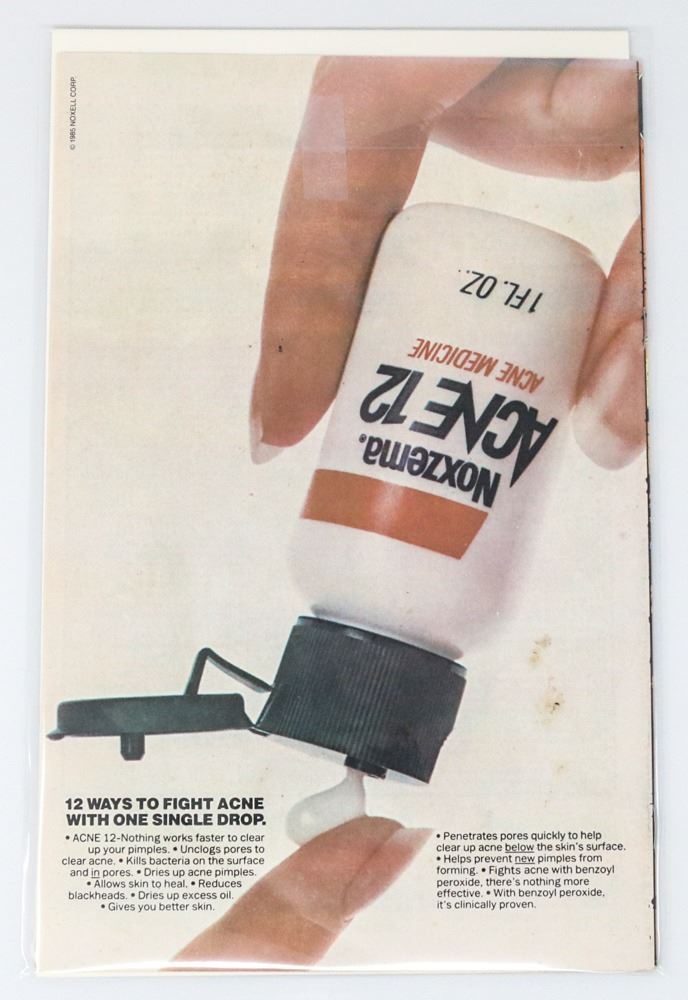 © 1985 NOXELL CORP.
1 FL. OZ.
ACNE MEDICINE
ACNE 12
Noxzema®
12 WAYS TO FIGHT ACNE
WITH ONE SINGLE DROP.
• ACNE 12-Nothing works faster to clear
up your pimples. • Unclogs pores to
clear acne. • Kills bacteria on the surface
and in pores. • Dries up acne pimples.
• Allows skin to heal. • Reduces
blackheads. • Dries up excess oil.
• Gives you better skin.
• Penetrates pores quickly to help
clear up acne below the skin's surface.
• Helps prevent new pimples from
forming. • Fights acne with benzoyl
peroxide, there's nothing more
effective. • With benzoyl peroxide,
it's clinically proven.